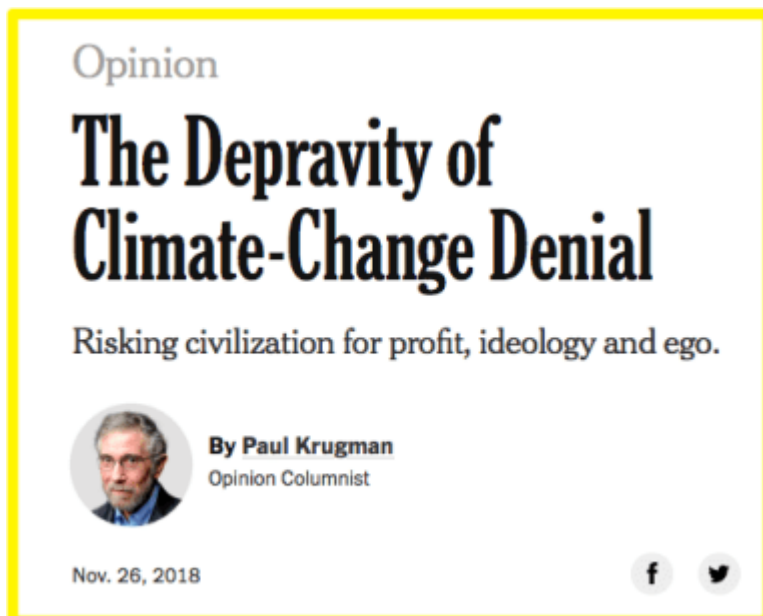 Opinion
The Depravity of
Climate-Change Denial
Risking civilization for profit, ideology and ego.
By Paul Krugman
Opinion Columnist
Nov. 26, 2018